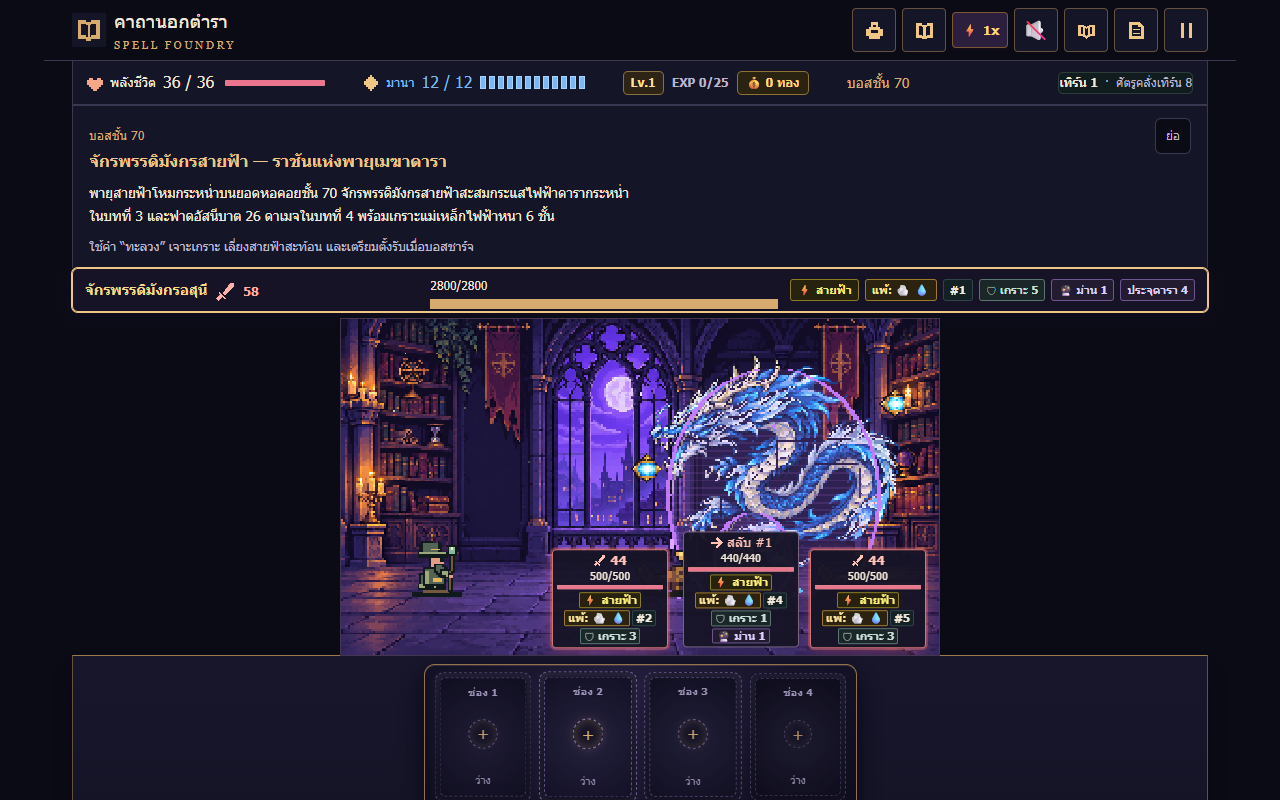 คาถานอกตำรา
SPELL FOUNDRY
1x
พลังชีวิต 36 / 36
มานา 12 / 12
Lv.1 EXP 0/25 0 ทอง
บอสชั้น 70
เทิร์น 1 · ศัตรูคลั่งเทิร์น 8
บอสชั้น 70
ย่อ
จักรพรรดิมังกรสายฟ้า — ราชันแห่งพายุเมฆาดารา
พายุสายฟ้าโหมกระหน่ำบนยอดหอคอยชั้น 70 จักรพรรดิมังกรสายฟ้าสะสมกระแสไฟฟ้าดารากระหน่ำ
ในบทที่ 3 และฟาดอัสนีบาต 26 ดาเมจในบทที่ 4 พร้อมเกราะแม่เหล็กไฟฟ้าหนา 6 ชั้น
ใช้คำ “ทะลวง” เจาะเกราะ เลี่ยงสายฟ้าสะท้อน และเตรียมตั้งรับเมื่อบอสชาร์จ
จักรพรรดิมังกรอสุนี 58
2800/2800
สายฟ้า แพ้: #1 เกราะ 5 ม่าน 1 ประจุดารา 4
44
500/500
สายฟ้า
แพ้: #2
เกราะ 3
สลับ #1
440/440
สายฟ้า
แพ้: #4
เกราะ 1
ม่าน 1
44
500/500
สายฟ้า
แพ้: #5
เกราะ 3
ช่อง 1 ช่อง 2 ช่อง 3 ช่อง 4
+ + + +
ว่าง ว่าง ว่าง ว่าง